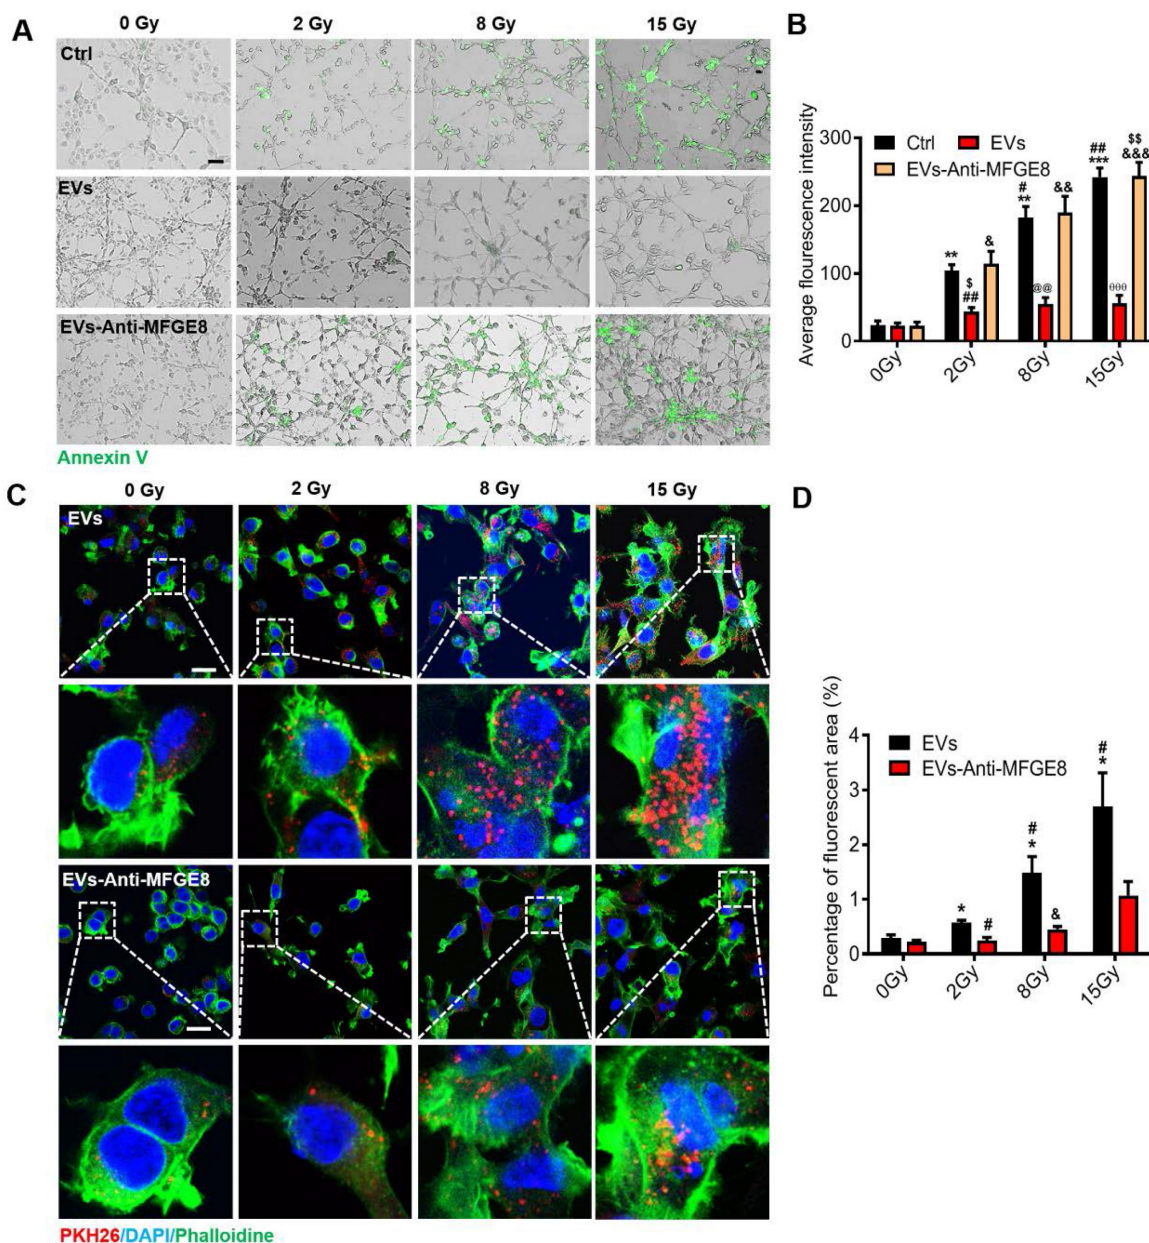 A
0 Gy 2 Gy 8 Gy 15 Gy
Ctrl
EVs
EVs-Anti-MFGE8
Annexin V
B
Average flourescence intensity
300
200
100
0
Ctrl EVs
EVs-Anti-MFGE8
**
$
##
&
#
**
@@
&&
##
***
θθθ
$$
&&&
0Gy 2Gy 8Gy 15Gy
C
0 Gy 2 Gy 8 Gy 15 Gy
EVs
EVs-Anti-MFGE8
PKH26/DAPI/Phalloidine
D
Percentage of fluorescent area (%)
4
3
2
1
0
EVs
EVs-Anti-MFGE8
*
#
#
*
&
#
*
0Gy 2Gy 8Gy 15Gy